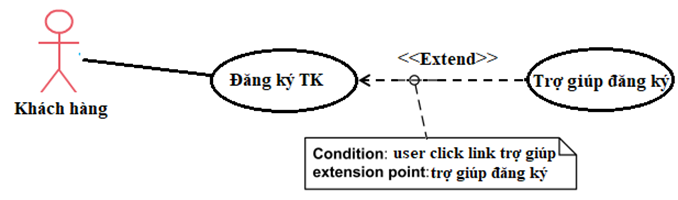 <<Extend>>
Đăng ký TK
Trợ giúp đăng ký
Khách hàng
Condition: user click link trợ giúp
extension point:trợ giúp đăng ký